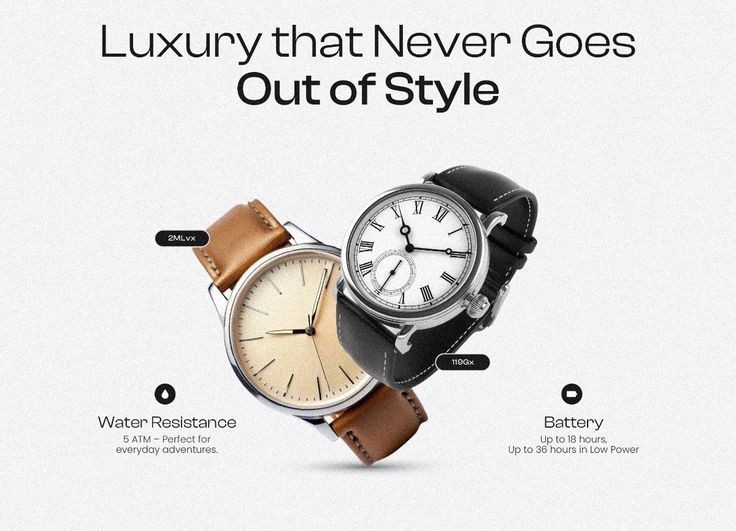 Luxury that Never Goes
Out of Style
2MLvx
119Gx
Water Resistance
5 ATM – Perfect for
everyday adventures.
Battery
Up to 18 hours,
Up to 36 hours in Low Power